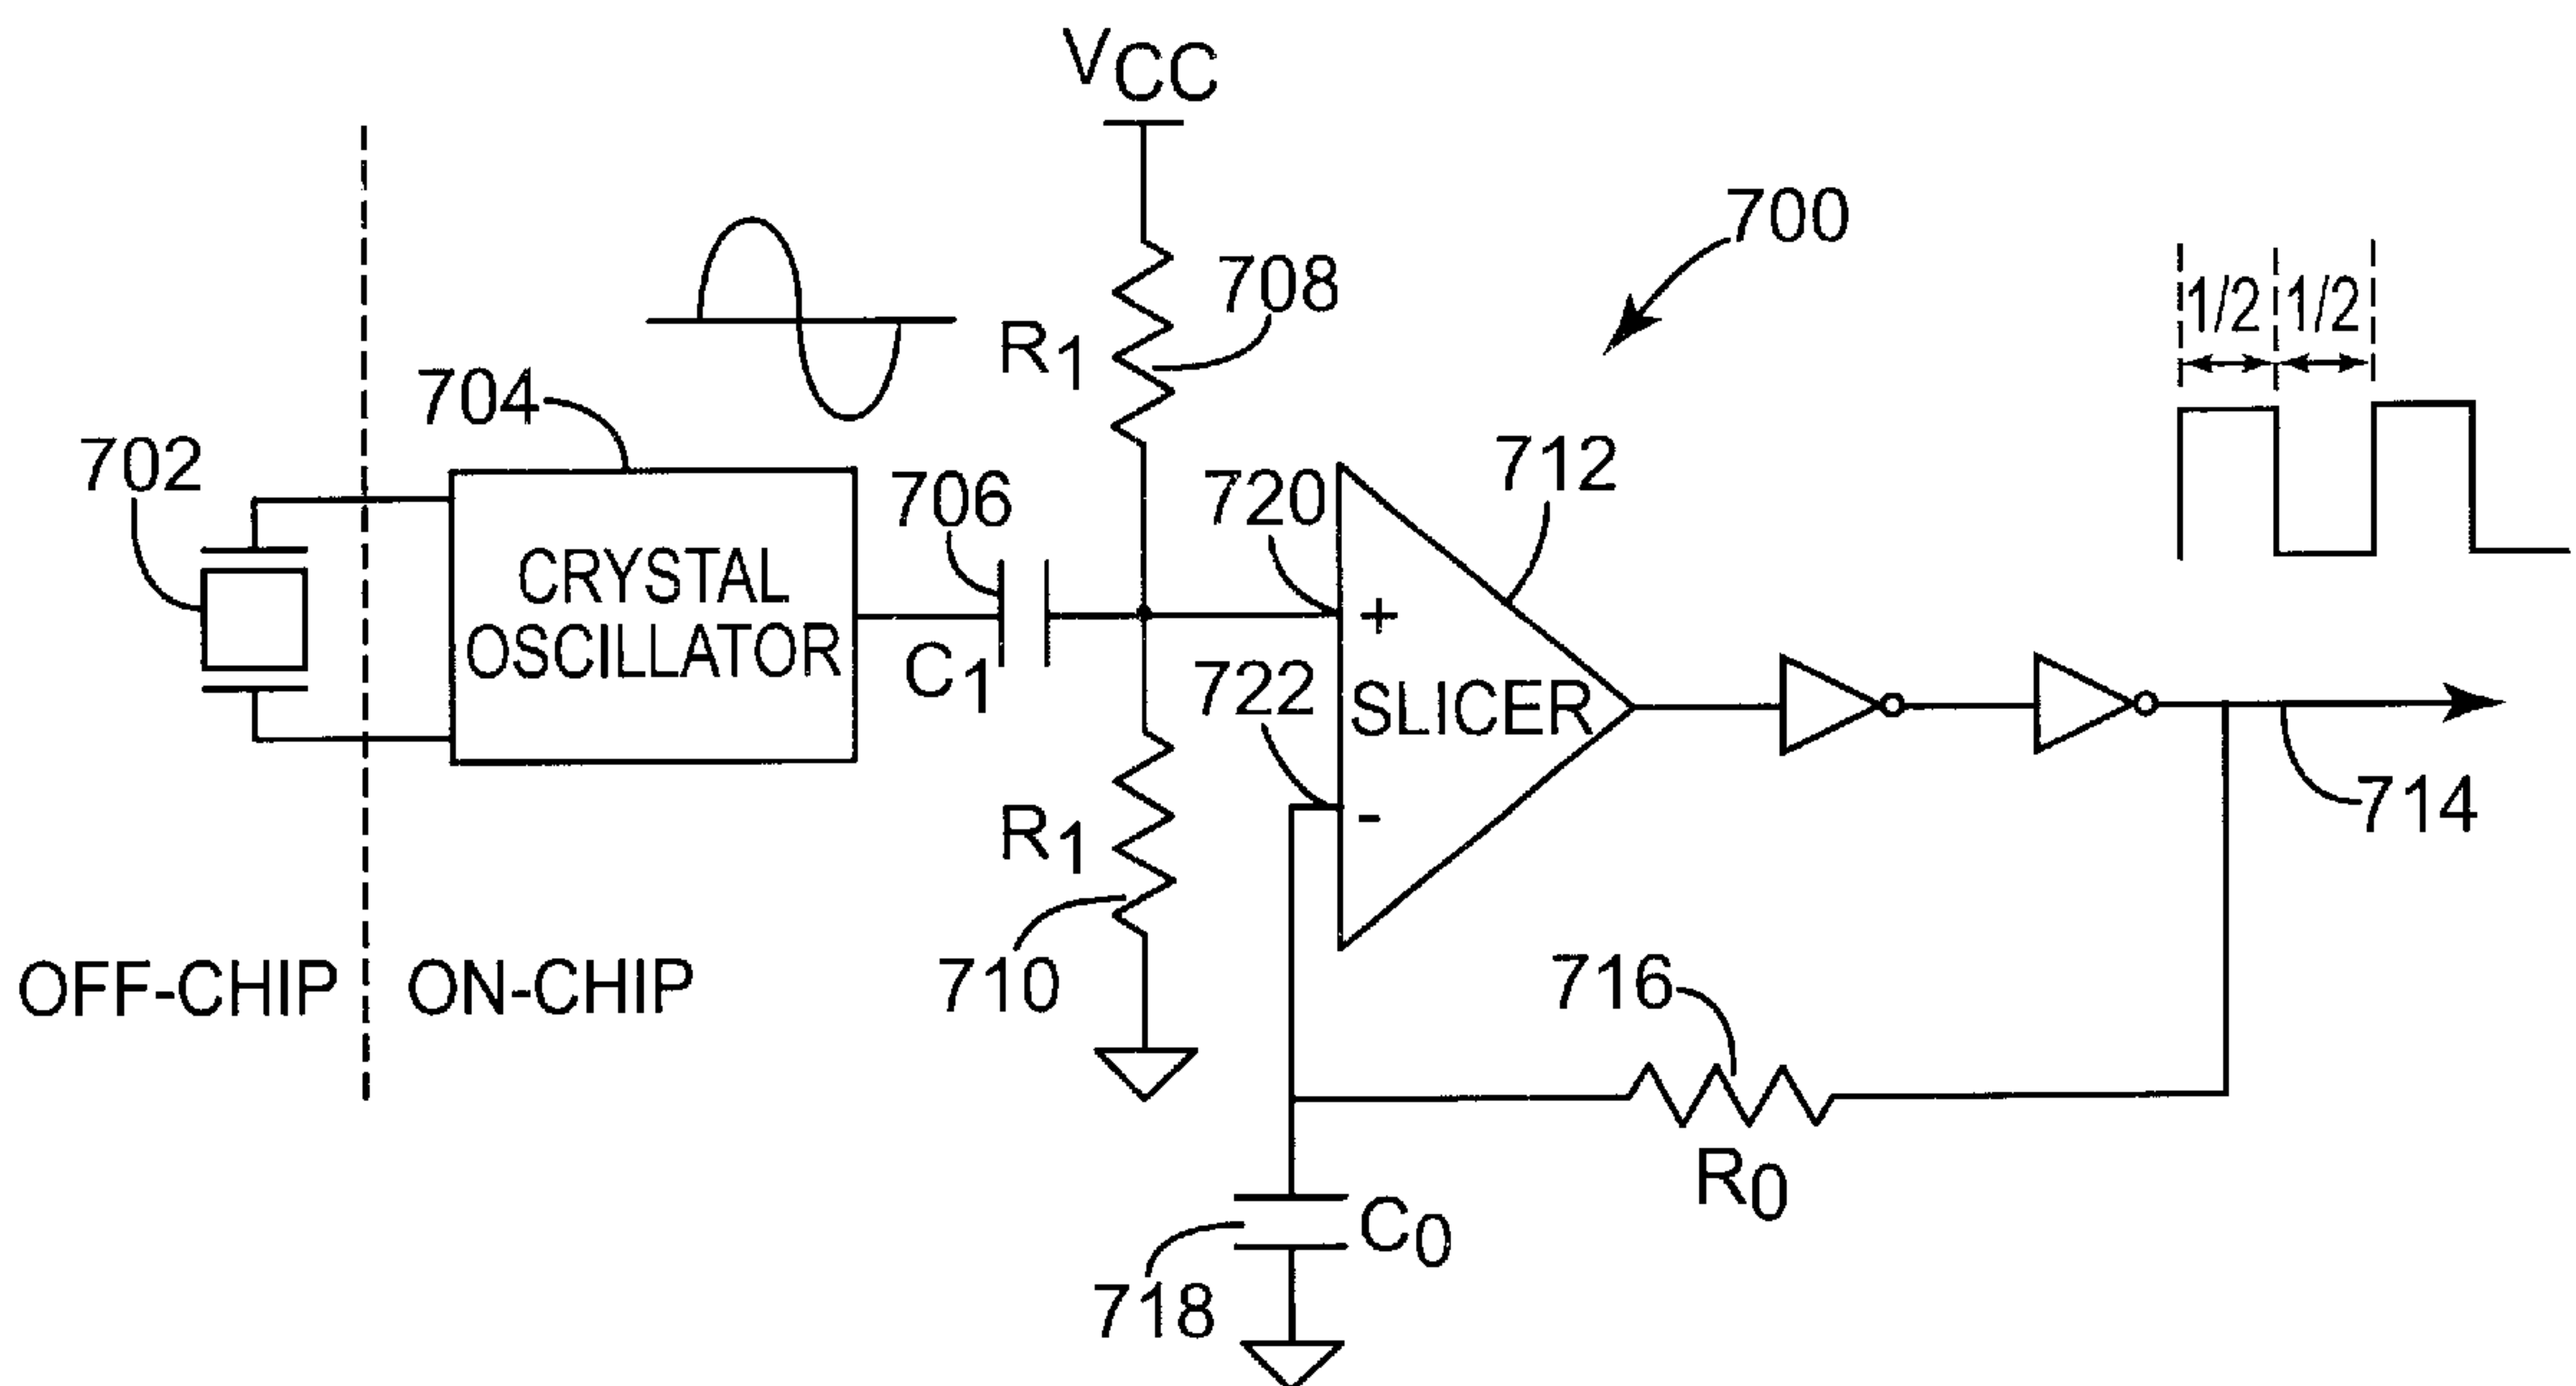 VCC
700
708
1/2 1/2
R1
704
702
706
720
712
CRYSTAL
OSCILLATOR
+
C1
722
SLICER
714
-
R1
OFF-CHIP
ON-CHIP
710
716
R0
C0
718